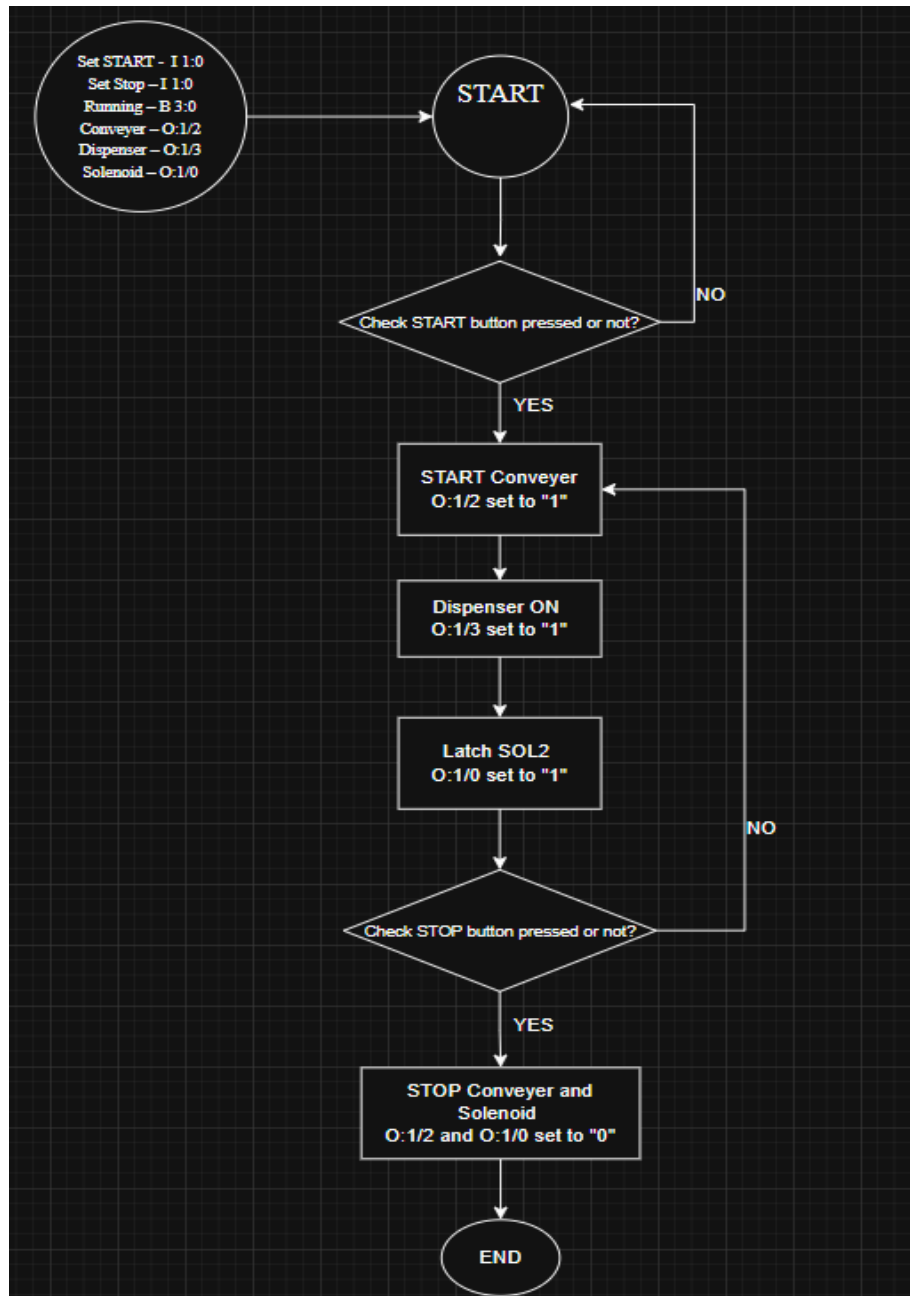 Set START - I 1:0
Set Stop – I 1:0
Running – B 3:0
Conveyer – O:1/2
Dispenser – O:1/3
Solenoid – O:1/0
START
Check START button pressed or not?
NO
YES
START Conveyer
O:1/2 set to "1"
Dispenser ON
O:1/3 set to "1"
Latch SOL2
O:1/0 set to "1"
NO
Check STOP button pressed or not?
YES
STOP Conveyer and
Solenoid
O:1/2 and O:1/0 set to "0"
END